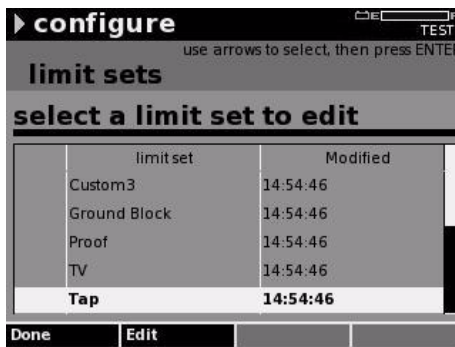 configure
E F
TEST
use arrows to select, then press ENTE
limit sets
select a limit set to edit
limit set Modified
Custom3 14:54:46
Ground Block 14:54:46
Proof 14:54:46
TV 14:54:46
Tap 14:54:46
Done Edit